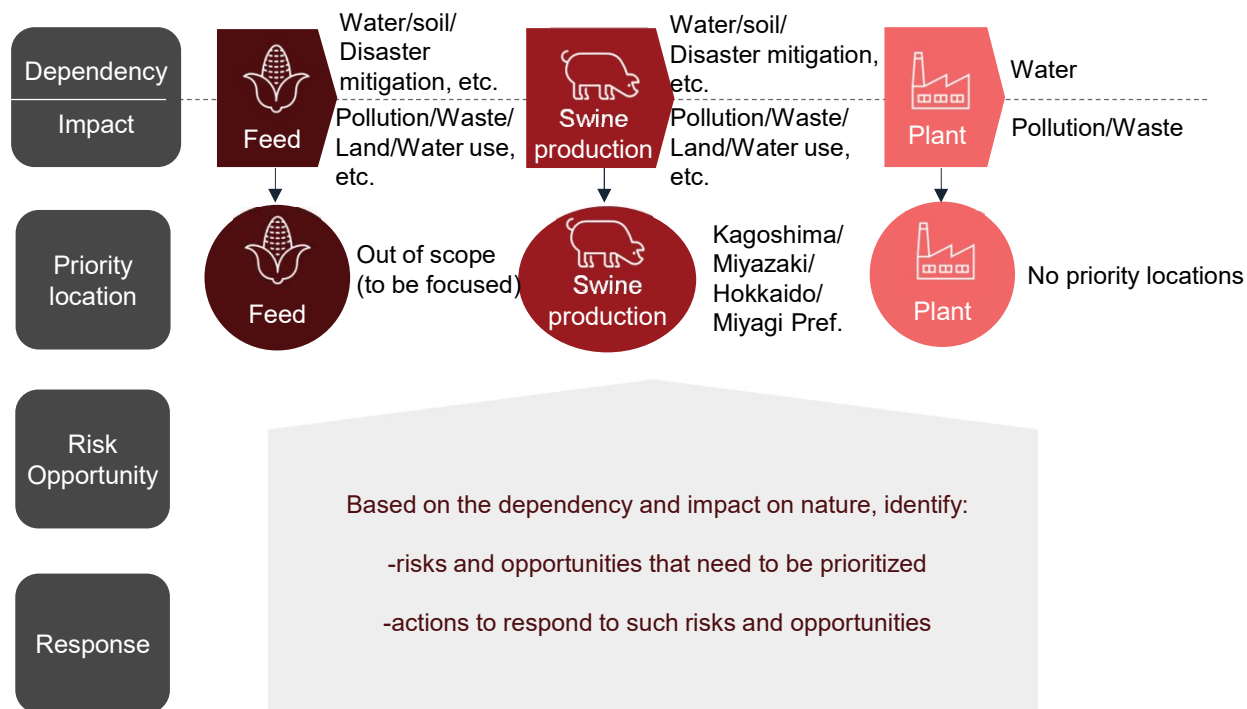 Dependency
Impact
Feed
Water/soil/
Disaster
mitigation, etc.
Pollution/Waste/
Land/Water use,
etc.
Swine
production
Water/soil/
Disaster mitigation,
etc.
Pollution/Waste/
Land/Water use,
etc.
Plant
Water
Pollution/Waste
Priority
location
Feed
Out of scope
(to be focused)
Swine
production
Kagoshima/
Miyazaki/
Hokkaido/
Miyagi Pref.
Plant
No priority locations
Risk
Opportunity
Response
Based on the dependency and impact on nature, identify:
-risks and opportunities that need to be prioritized
-actions to respond to such risks and opportunities